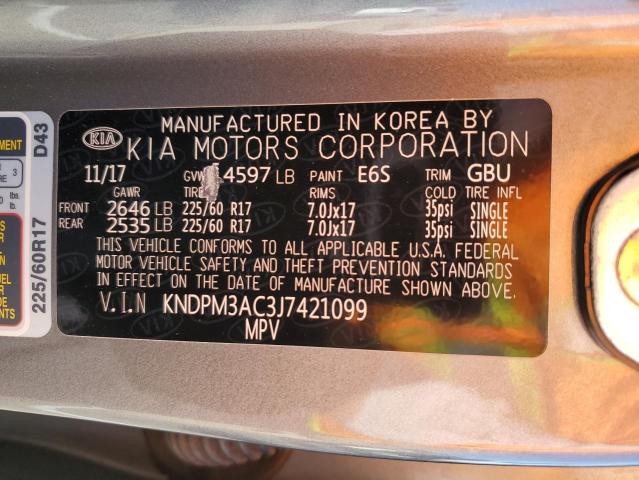 MENT
D43
225/60R17
KIA
MANUFACTURED IN KOREA BY
KIA MOTORS CORPORATION
11/17 4597 LB PAINT E6S TRIM GBU
GAWR TIRE RIMS COLD TIRE INFL
FRONT 2646 LB 225/60 R17 7.0Jx17 35psi SINGLE
REAR 2535 LB 225/60 R17 7.0Jx17 35psi SINGLE
THIS VEHICLE CONFORMS TO ALL APPLICABLE U.S.A. FEDERAL
MOTOR VEHICLE SAFETY AND THEFT PREVENTION STANDARDS
IN EFFECT ON THE DATE OF MANUFACTURE SHOWN ABOVE.
V.I.N KNDPM3AC3J7421099
MPV